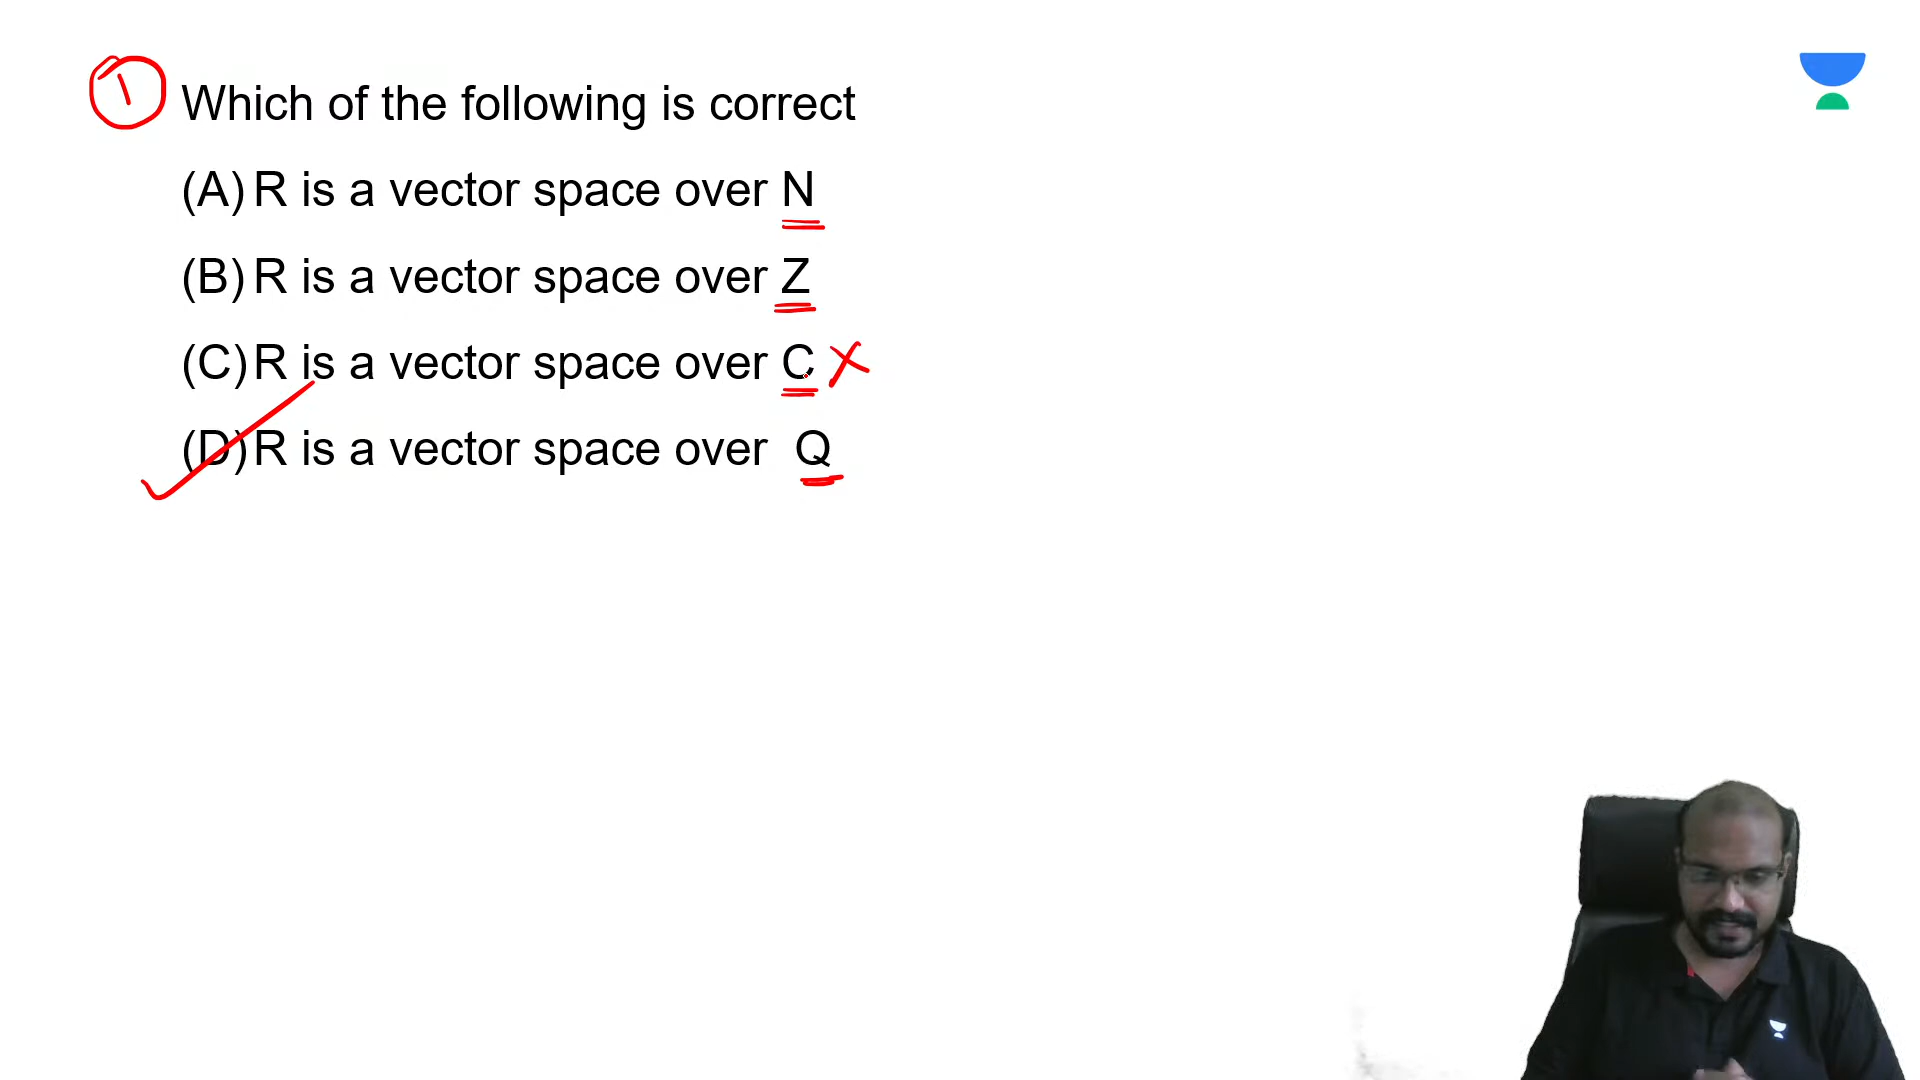 1 Which of the following is correct
(A) R is a vector space over N
(B) R is a vector space over Z
(C) R is a vector space over C ✗
(D) R is a vector space over Q